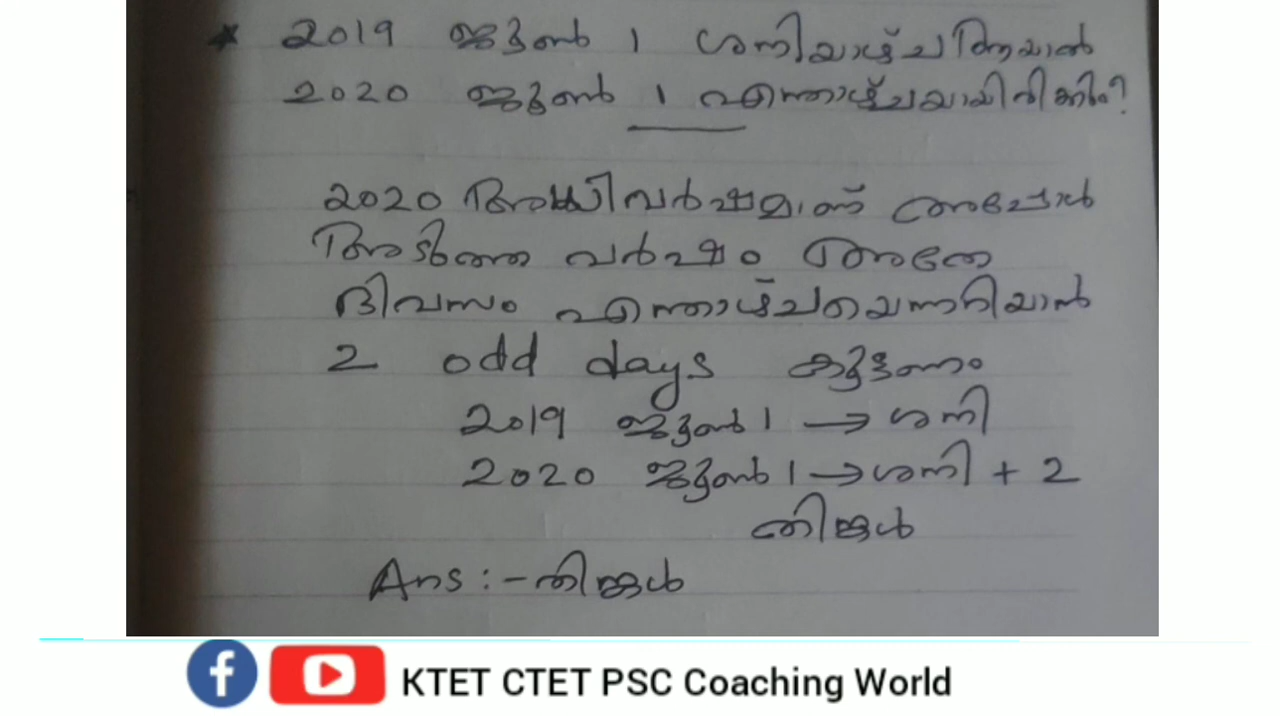 * 2019 ജൂൺ 1 ശനിയാഴ്ച ആയാൽ
2020 ജൂൺ 1 എന്താഴ്ചയായിരിക്കും?
2020 അധിവർഷമാണ് അപ്പോൾ
അടുത്ത വർഷം അതേ
ദിവസം എന്താഴ്ചയെന്നറിയാൻ
2 odd days കൂട്ടണം
2019 ജൂൺ 1 → ശനി
2020 ജൂൺ 1 → ശനി + 2
തിങ്കൾ
Ans :- തിങ്കൾ
KTET CTET PSC Coaching World